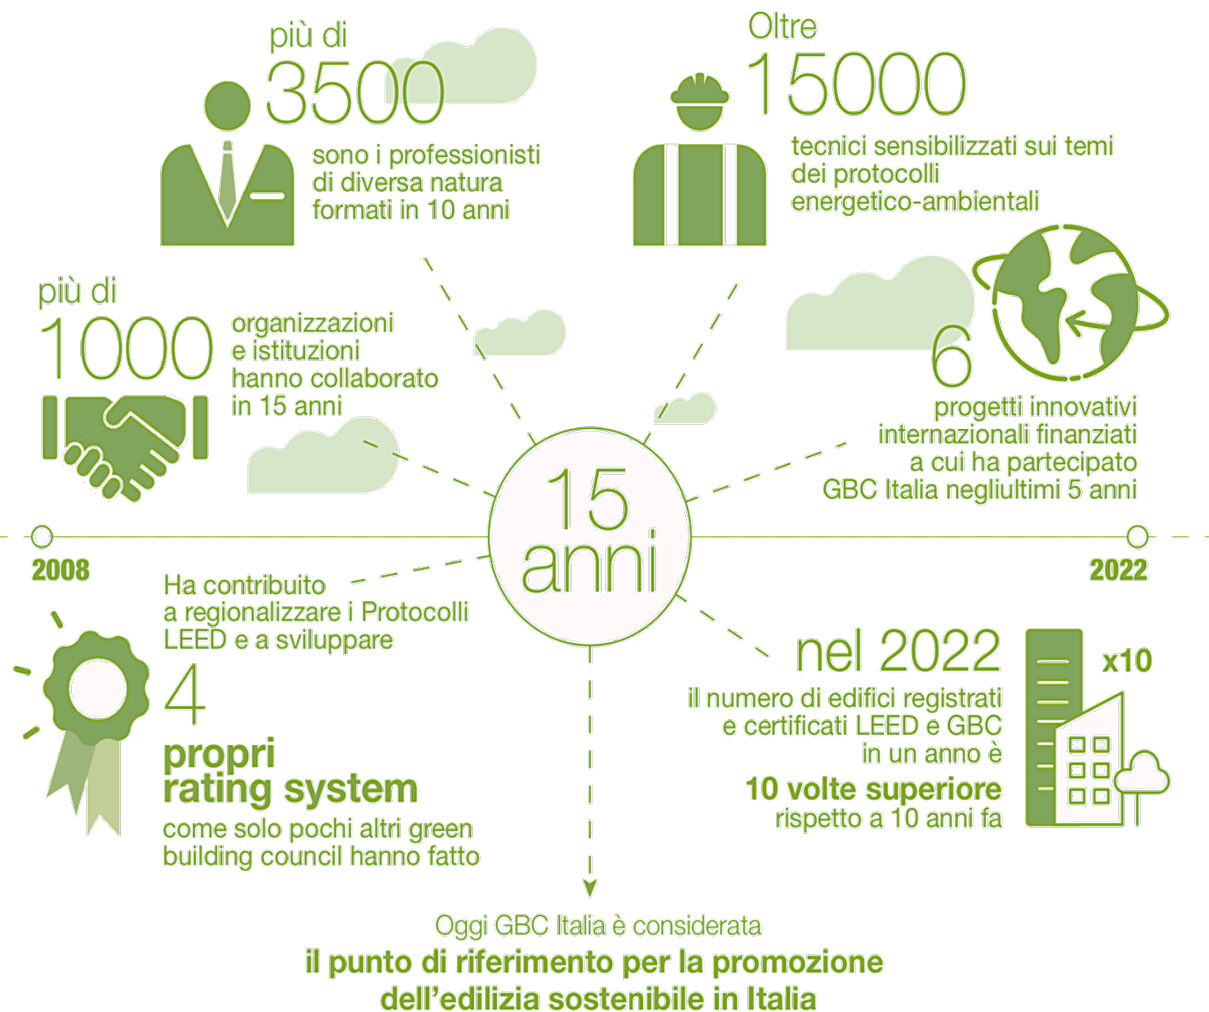 più di
3500
sono i professionisti
di diversa natura
formati in 10 anni
Oltre
15000
tecnici sensibilizzati sui temi
dei protocolli
energetico-ambientali
più di
1000
organizzazioni
e istituzioni
hanno collaborato
in 15 anni
6
progetti innovativi
internazionali finanziati
a cui ha partecipato
GBC Italia negliultimi 5 anni
15
anni
2008
2022
Ha contribuito
a regionalizzare i Protocolli
LEED e a sviluppare
4
propri
rating system
come solo pochi altri green
building council hanno fatto
nel 2022
il numero di edifici registrati
e certificati LEED e GBC
in un anno è
10 volte superiore
rispetto a 10 anni fa
x10
Oggi GBC Italia è considerata
il punto di riferimento per la promozione
dell'edilizia sostenibile in Italia